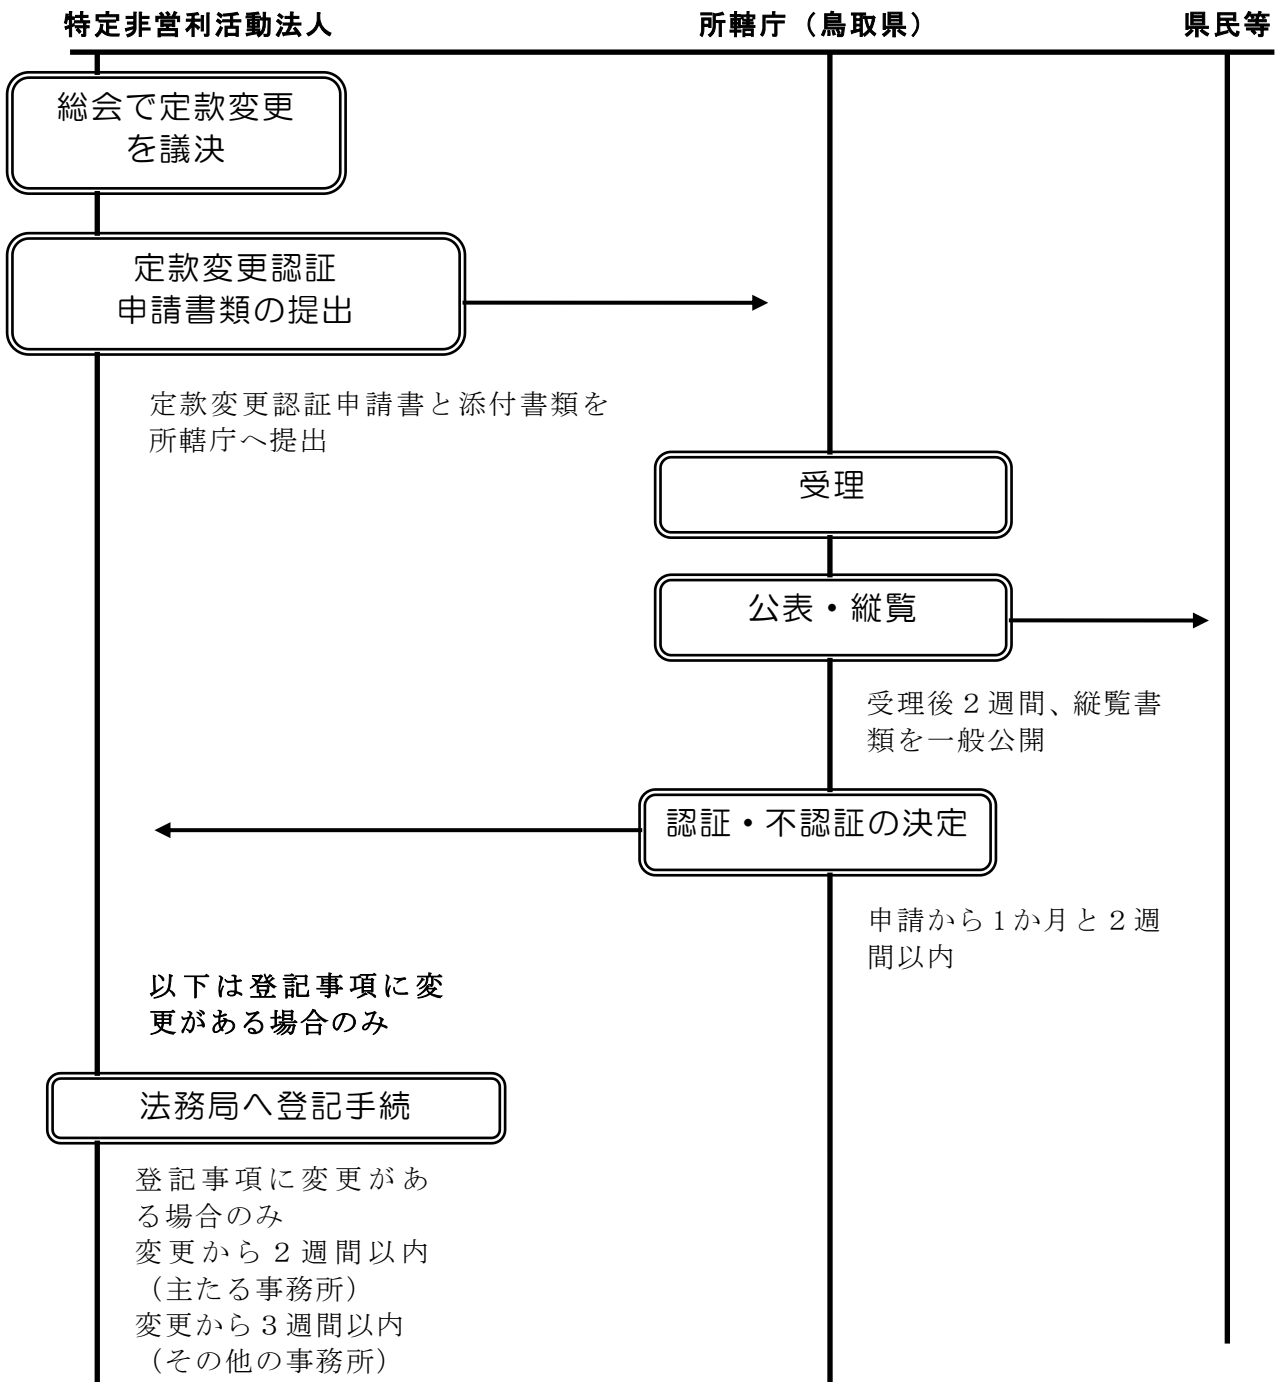 特定非営利活動法人
所轄庁（鳥取県）
県民等
総会で定款変更
を議決
定款変更認証
申請書類の提出
定款変更認証申請書と添付書類を
所轄庁へ提出
受理
公表・縦覧
受理後２週間、縦覧書
類を一般公開
認証・不認証の決定
申請から1か月と２週
間以内
以下は登記事項に変
更がある場合のみ
法務局へ登記手続
登記事項に変更があ
る場合のみ
変更から２週間以内
（主たる事務所）
変更から３週間以内
（その他の事務所）